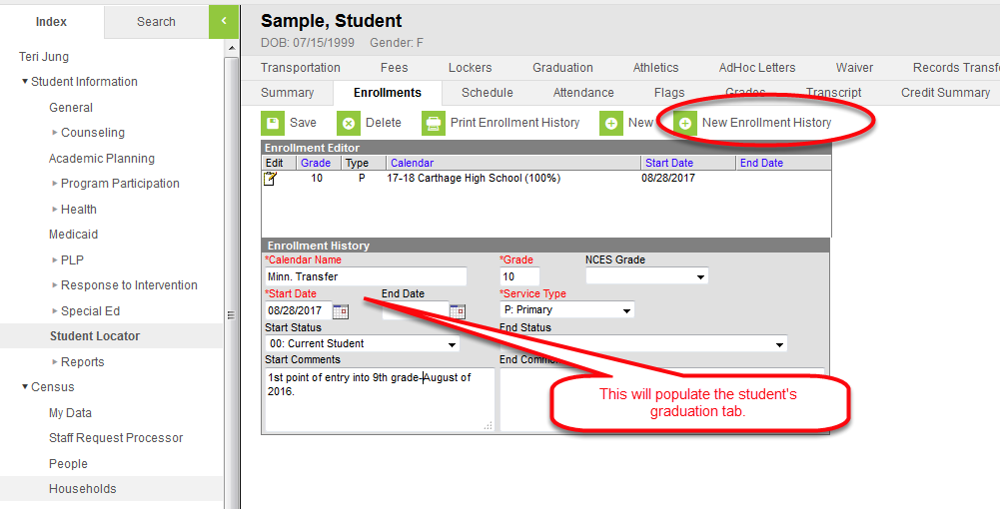 Index
Search
Teri Jung
Student Information
General
Counseling
Academic Planning
Program Participation
Health
Medicaid
PLP
Response to Intervention
Special Ed
Student Locator
Reports
Census
My Data
Staff Request Processor
People
Households
Sample, Student
DOB: 07/15/1999 Gender: F
Transportation Fees Lockers Graduation Athletics AdHoc Letters Waiver Records Transf
Summary Enrollments Schedule Attendance Flags Grades Transcript Credit Summary
Save Delete Print Enrollment History New New Enrollment History
Enrollment Editor
Edit Grade Type Calendar Start Date End Date
10 P 17-18 Carthage High School (100%) 08/28/2017
Enrollment History
*Calendar Name *Grade NCES Grade
Minn. Transfer 10
*Start Date End Date *Service Type
08/28/2017 P: Primary
Start Status End Status
00: Current Student
Start Comments End Comm
1st point of entry into 9th grade-August of
2016.
This will populate the student's
graduation tab.